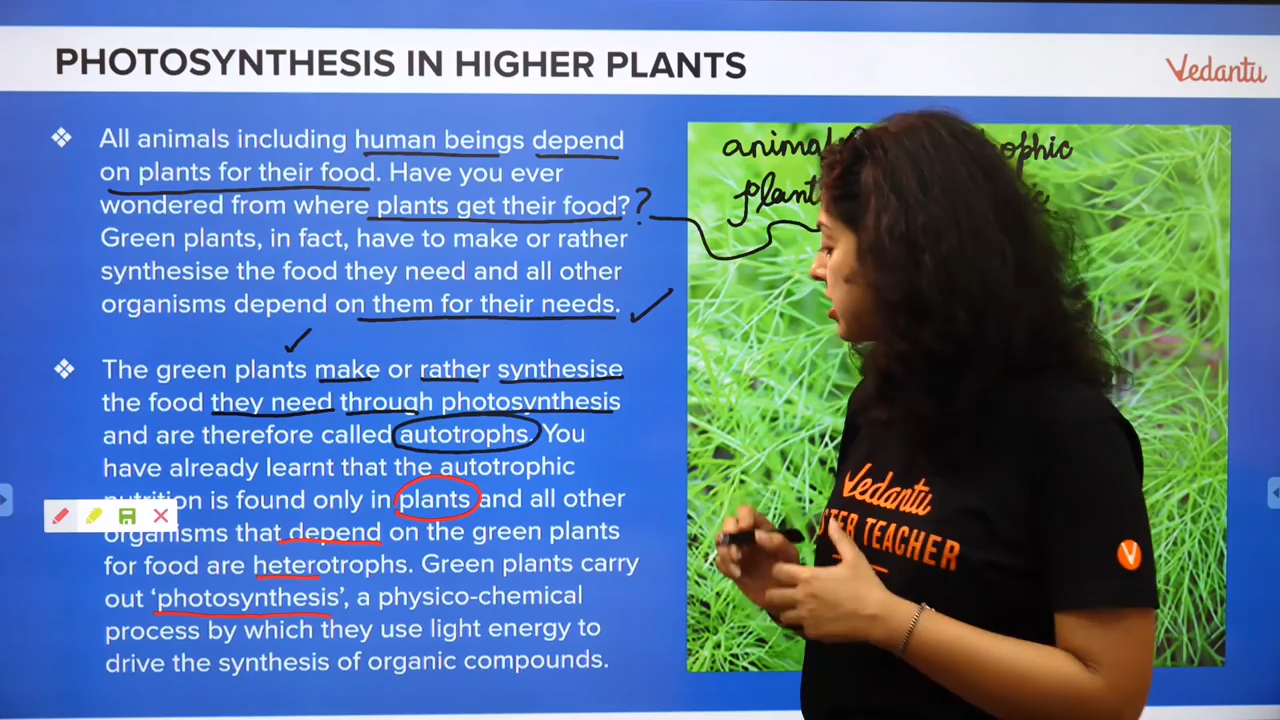 PHOTOSYNTHESIS IN HIGHER PLANTS
Vedantu
All animals including human beings depend
on plants for their food. Have you ever
wondered from where plants get their food? ?
Green plants, in fact, have to make or rather
synthesise the food they need and all other
organisms depend on them for their needs.
The green plants make or rather synthesise
the food they need through photosynthesis
and are therefore called autotrophs. You
have already learnt that the autotrophic
is found only in plants and all other
organisms that depend on the green plants
for food are heterotrophs. Green plants carry
out ‘photosynthesis’, a physico-chemical
process by which they use light energy to
drive the synthesis of organic compounds.
Vedantu
TEACHER
V